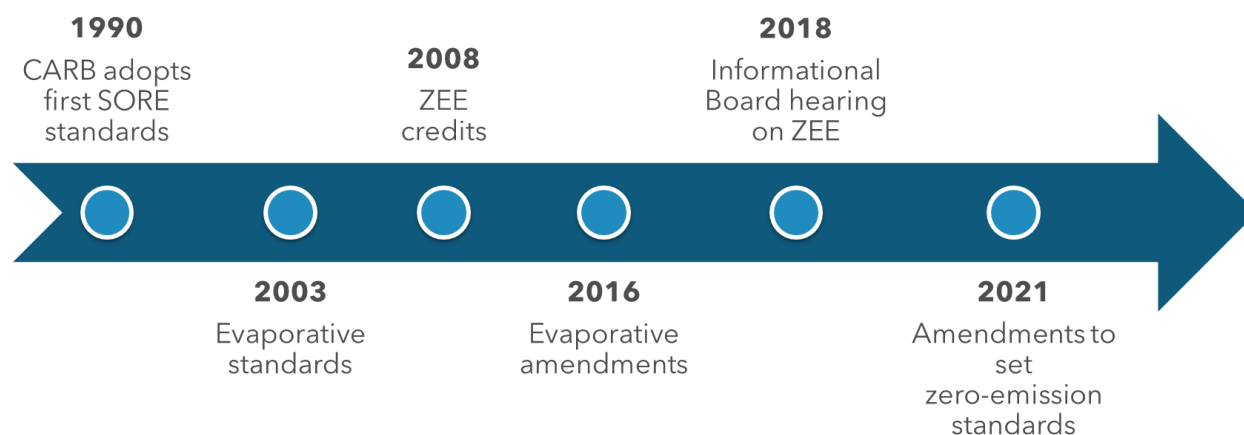 1990
CARB adopts
first SORE
standards
2003
Evaporative
standards
2008
ZEE
credits
2016
Evaporative
amendments
2018
Informational
Board hearing
on ZEE
2021
Amendments to
set
zero-emission
standards